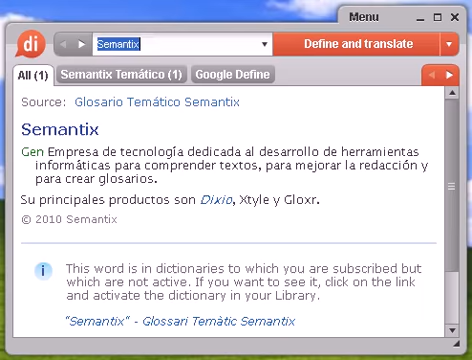 Menu
di
Semantix
Define and translate
All (1)
Semantix Temático (1)
Google Define
Source: Glosario Temático Semantix
Semantix
Gen Empresa de tecnología dedicada al desarrollo de herramientas
informáticas para comprender textos, para mejorar la redacción y
para crear glosarios.
Su principales productos son Dixio, Xtyle y Gloxr.
© 2010 Semantix
i
This word is in dictionaries to which you are subscribed but
which are not active. If you want to see it, click on the link
and activate the dictionary in your Library.
"Semantix" - Glossari Temàtic Semantix